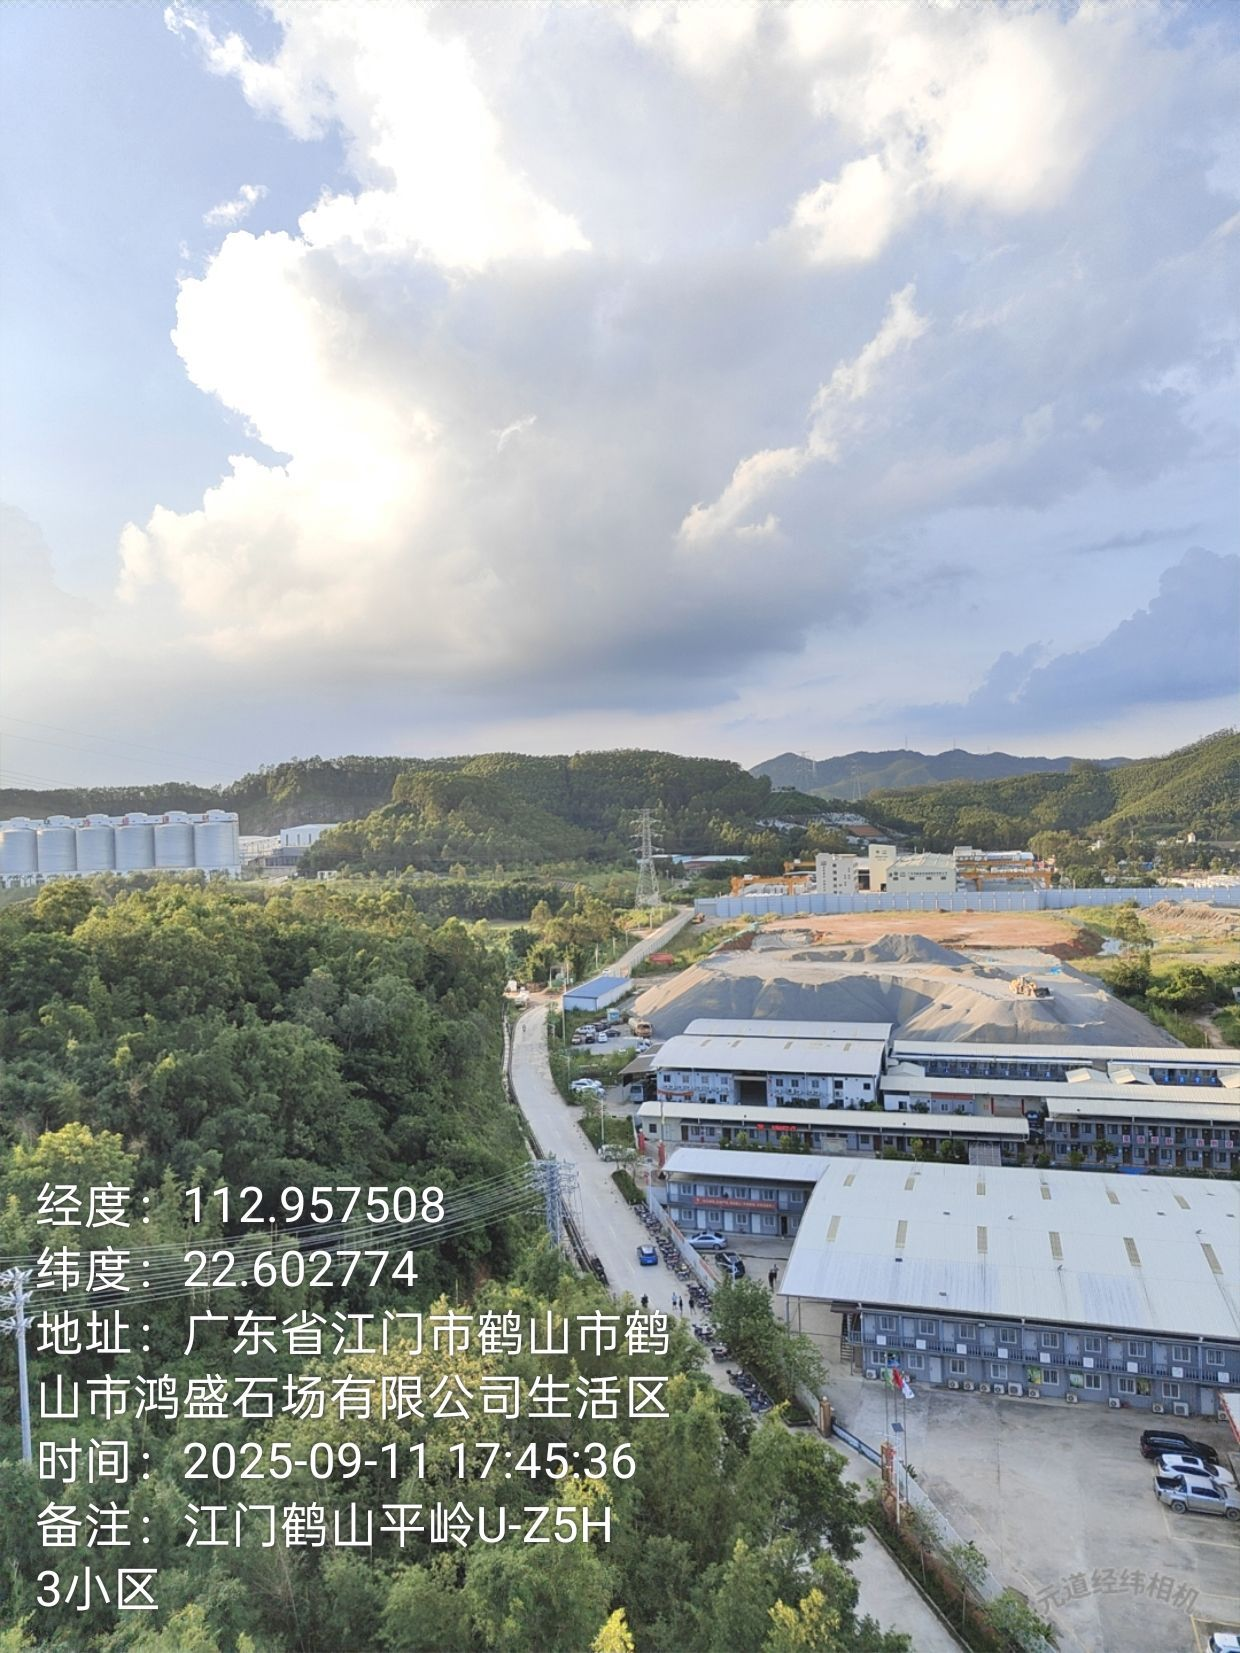 经度：112.957508
纬度：22.602774
地址：广东省江门市鹤山市鹤
山市鸿盛石场有限公司生活区
时间：2025-09-11 17:45:36
备注：江门鹤山平岭U-Z5H
3小区
元道经纬相机